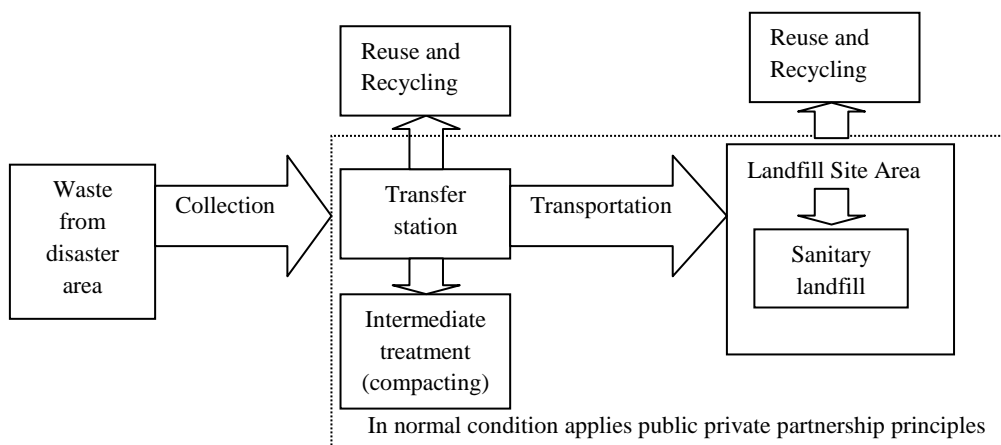 Reuse and
Recycling
Reuse and
Recycling
Waste
from
disaster
area
Collection
Transfer
station
Transportation
Landfill Site Area
Sanitary
landfill
Intermediate
treatment
(compacting)
In normal condition applies public private partnership principles